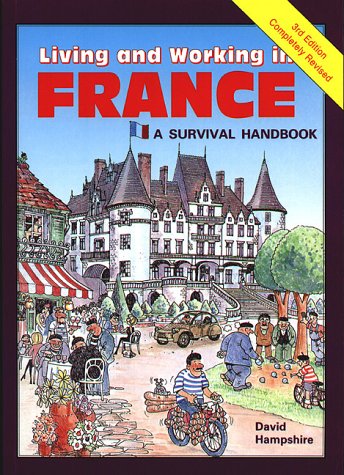 3rd Edition
Completely Revised
Living and Working in
FRANCE
A SURVIVAL HANDBOOK
David
Hampshire